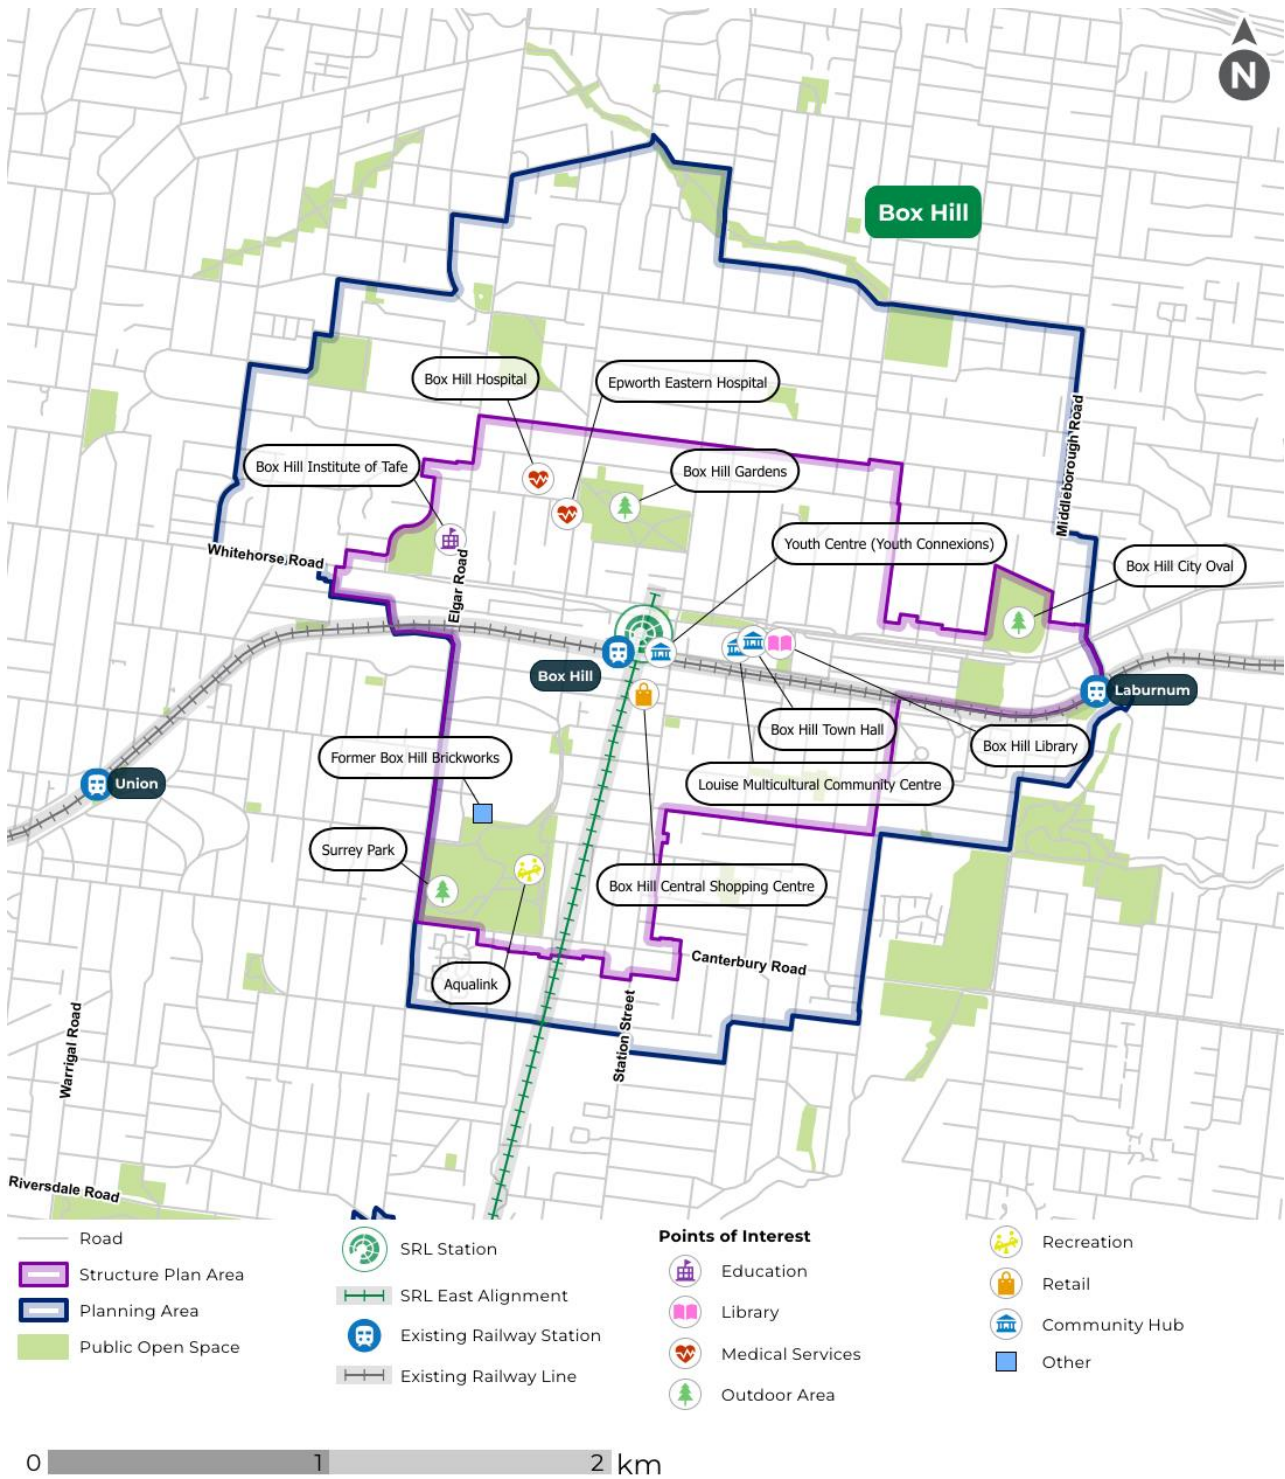 N
Box Hill
Box Hill Hospital
Epworth Eastern Hospital
Box Hill Institute of Tafe
Box Hill Gardens
Middleborough Road
Whitehorse Road
Elgar Road
Youth Centre (Youth Connexions)
Box Hill City Oval
Box Hill
Laburnum
Box Hill Town Hall
Box Hill Library
Former Box Hill Brickworks
Union
Louise Multicultural Community Centre
Surrey Park
Box Hill Central Shopping Centre
Canterbury Road
Aqualink
Station Street
Warrigal Road
Riversdale Road
Road
Structure Plan Area
Planning Area
Public Open Space
SRL Station
SRL East Alignment
Existing Railway Station
Existing Railway Line
Points of Interest
Education
Library
Medical Services
Outdoor Area
Recreation
Retail
Community Hub
Other
0 1 2 km